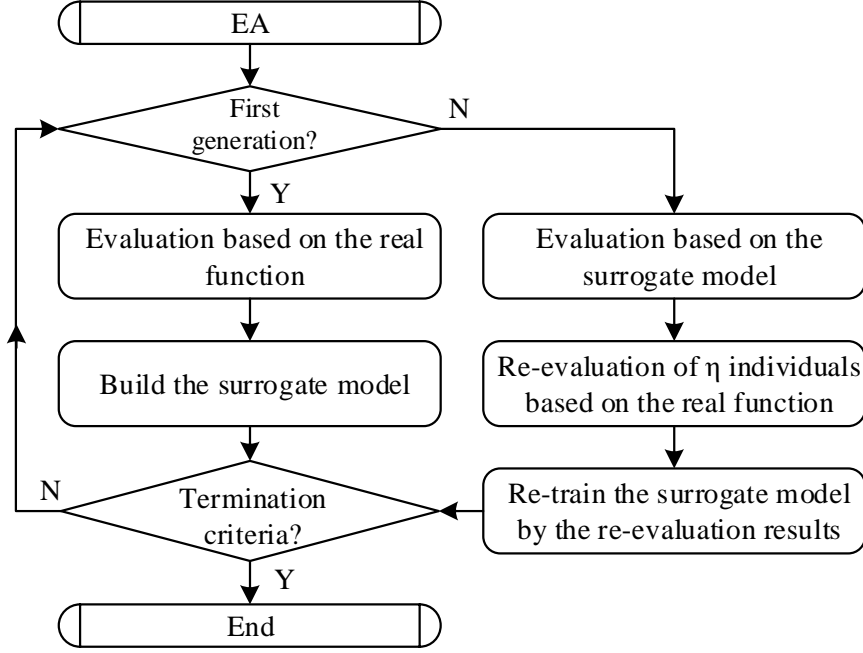 EA
First
generation?
N
Y
Evaluation based on the real
function
Evaluation based on the
surrogate model
Build the surrogate model
Re-evaluation of η individuals
based on the real function
N
Termination
criteria?
Re-train the surrogate model
by the re-evaluation results
Y
End